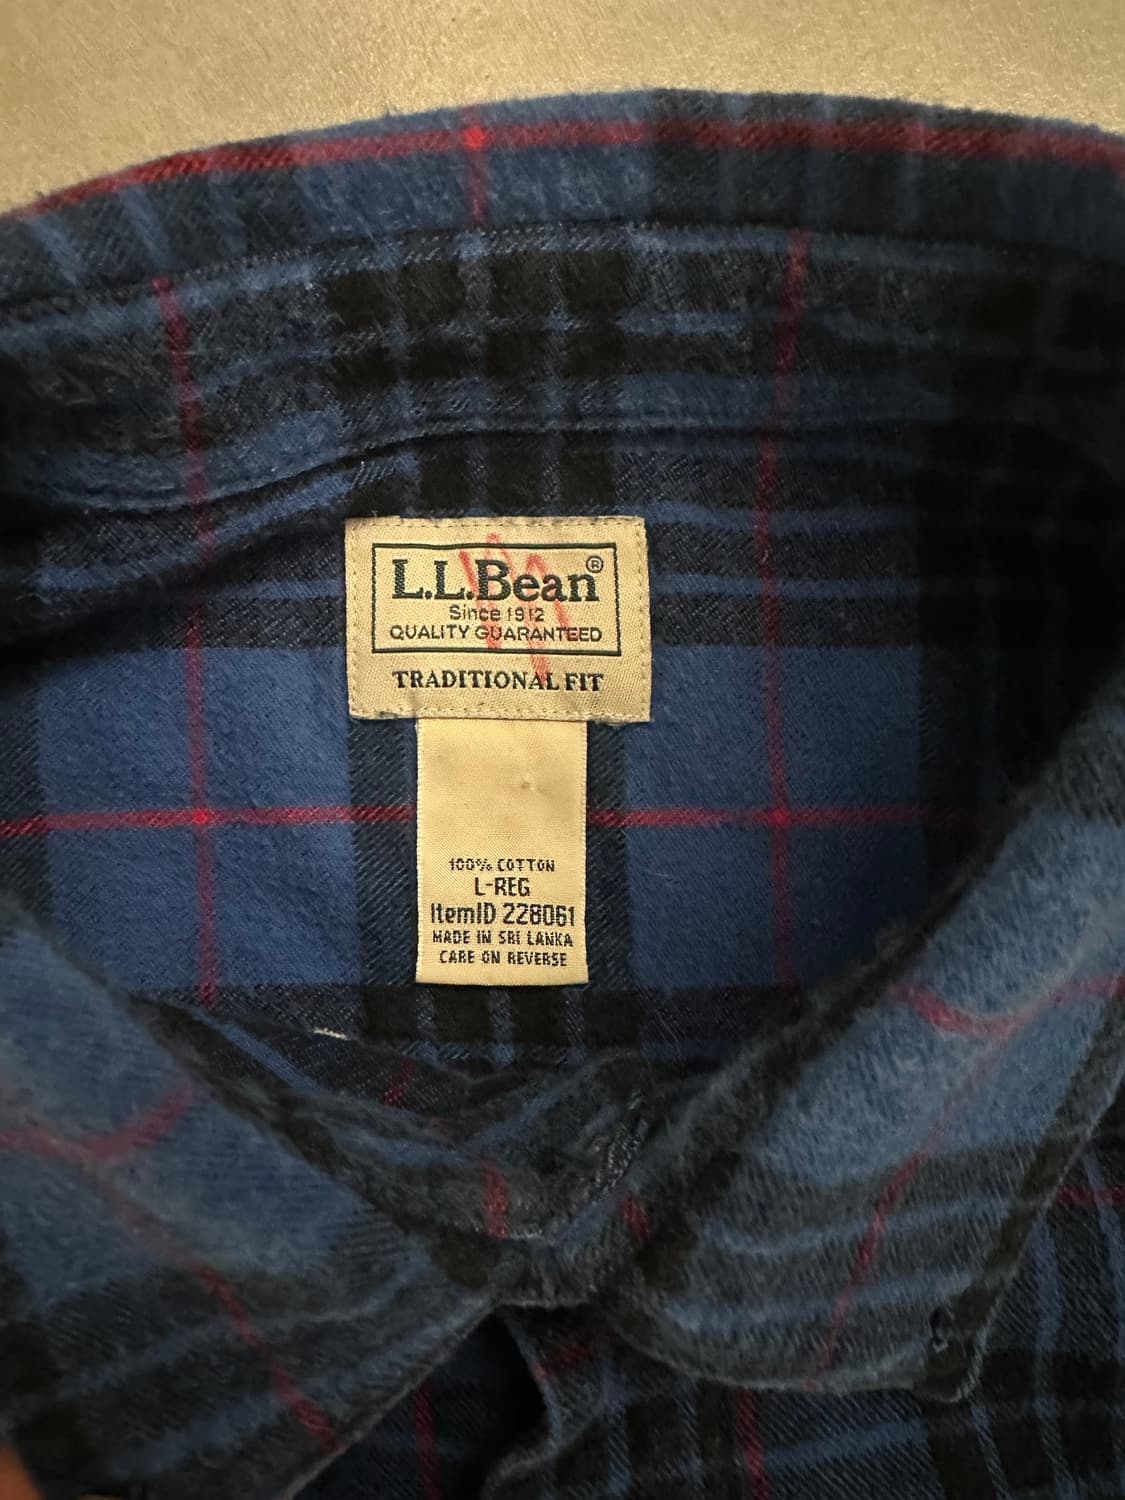 L.L.Bean®
Since 1912
QUALITY GUARANTEED
TRADITIONAL FIT
100% COTTON
L-REG
ItemID 228061
MADE IN SRI LANKA
CARE ON REVERSE